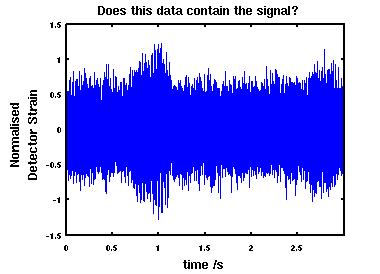 Does this data contain the signal?
1.5
1
0.5
0
-0.5
-1
-1.5
Normalised
Detector Strain
0 0.5 1 1.5 2 2.5
time /s